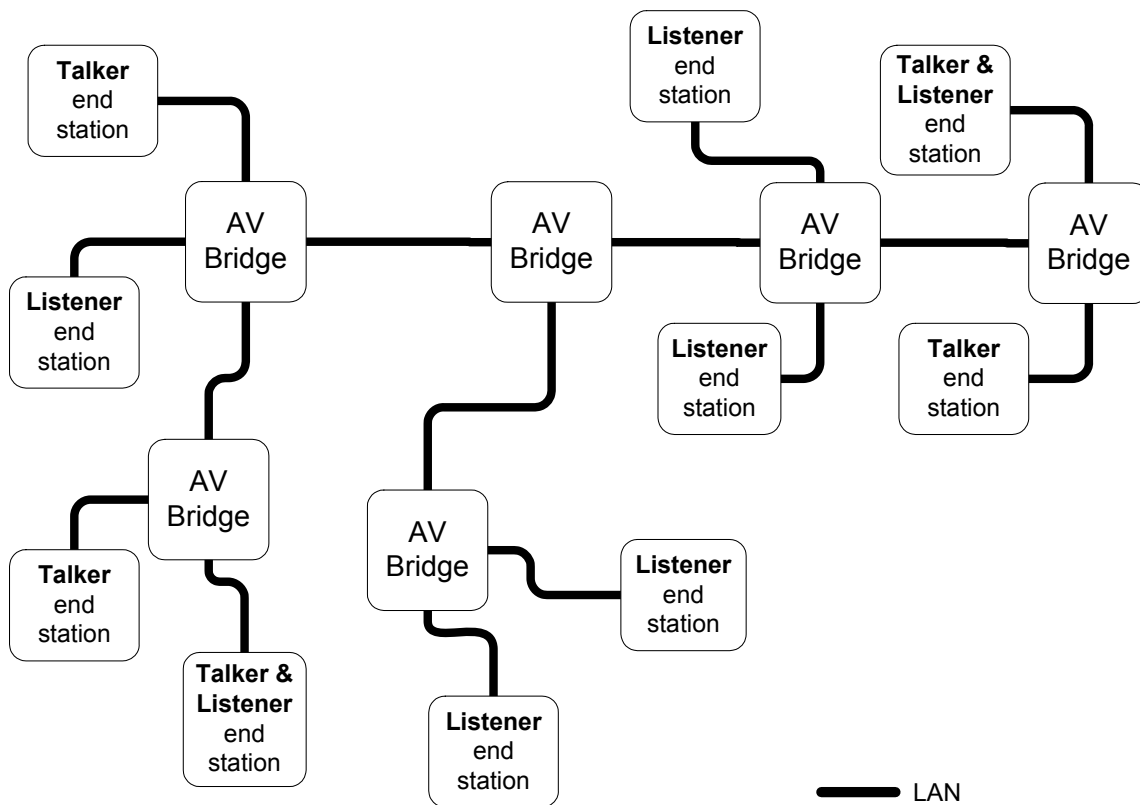 Talker
end
station
Listener
end
station
Talker &
Listener
end
station
AV
Bridge
AV
Bridge
AV
Bridge
AV
Bridge
Listener
end
station
Listener
end
station
Talker
end
station
AV
Bridge
AV
Bridge
Talker
end
station
Listener
end
station
Talker &
Listener
end
station
Listener
end
station
LAN